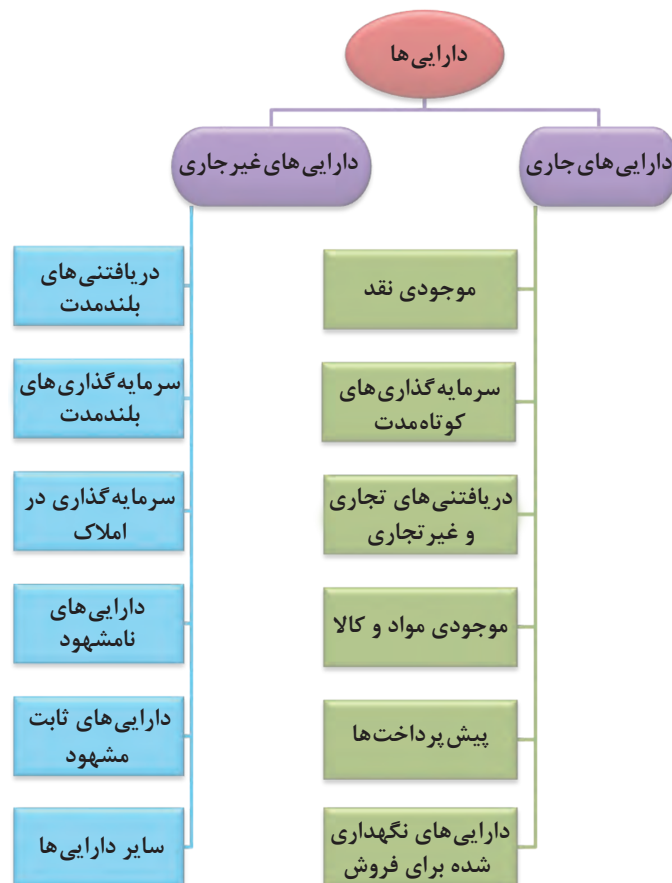 دارایی‌ها
دارایی‌های جاری
موجودی نقد
سرمایه‌گذاری‌های
کوتاه‌مدت
دریافتنی‌های تجاری
و غیرتجاری
موجودی مواد و کالا
پیش‌پرداخت‌ها
دارایی‌های نگهداری
شده برای فروش
دارایی‌های غیرجاری
دریافتنی‌های
بلندمدت
سرمایه‌گذاری‌های
بلندمدت
سرمایه‌گذاری در
املاک
دارایی‌های
نامشهود
دارایی‌های ثابت
مشهود
سایر دارایی‌ها